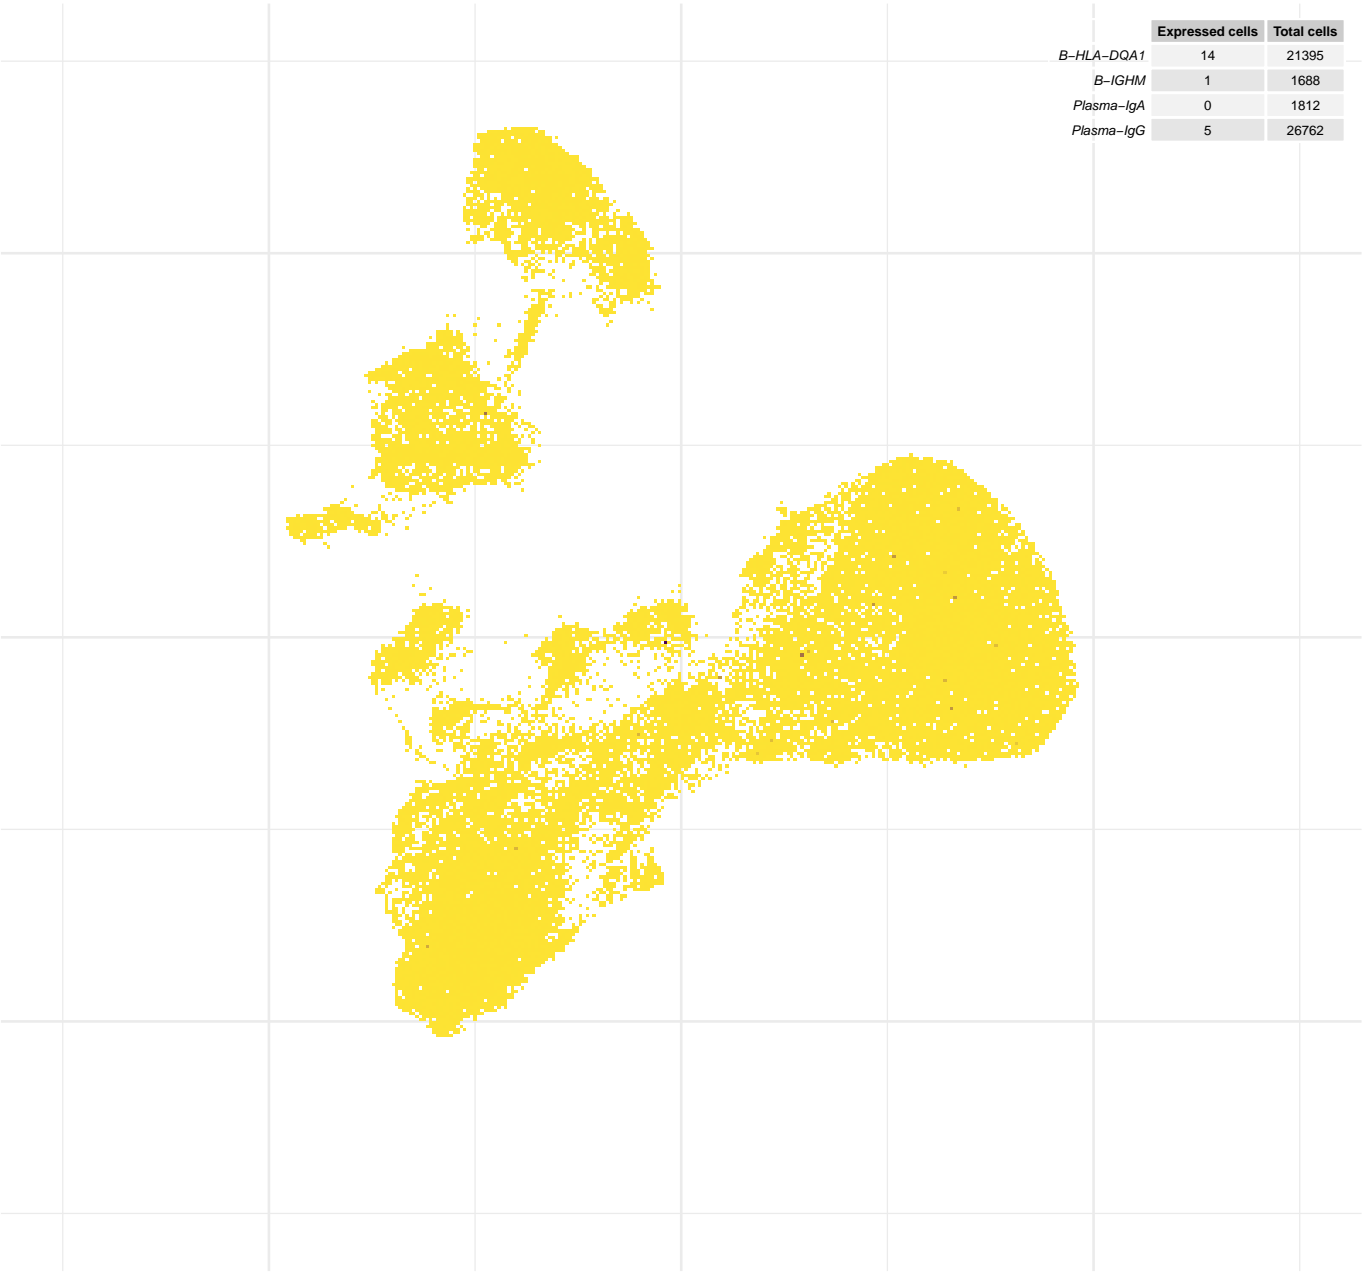 Expressed cells Total cells
B−HLA−DQA1 14 21395
B−IGHM 1 1688
Plasma−IgA 0 1812
Plasma−IgG 5 26762